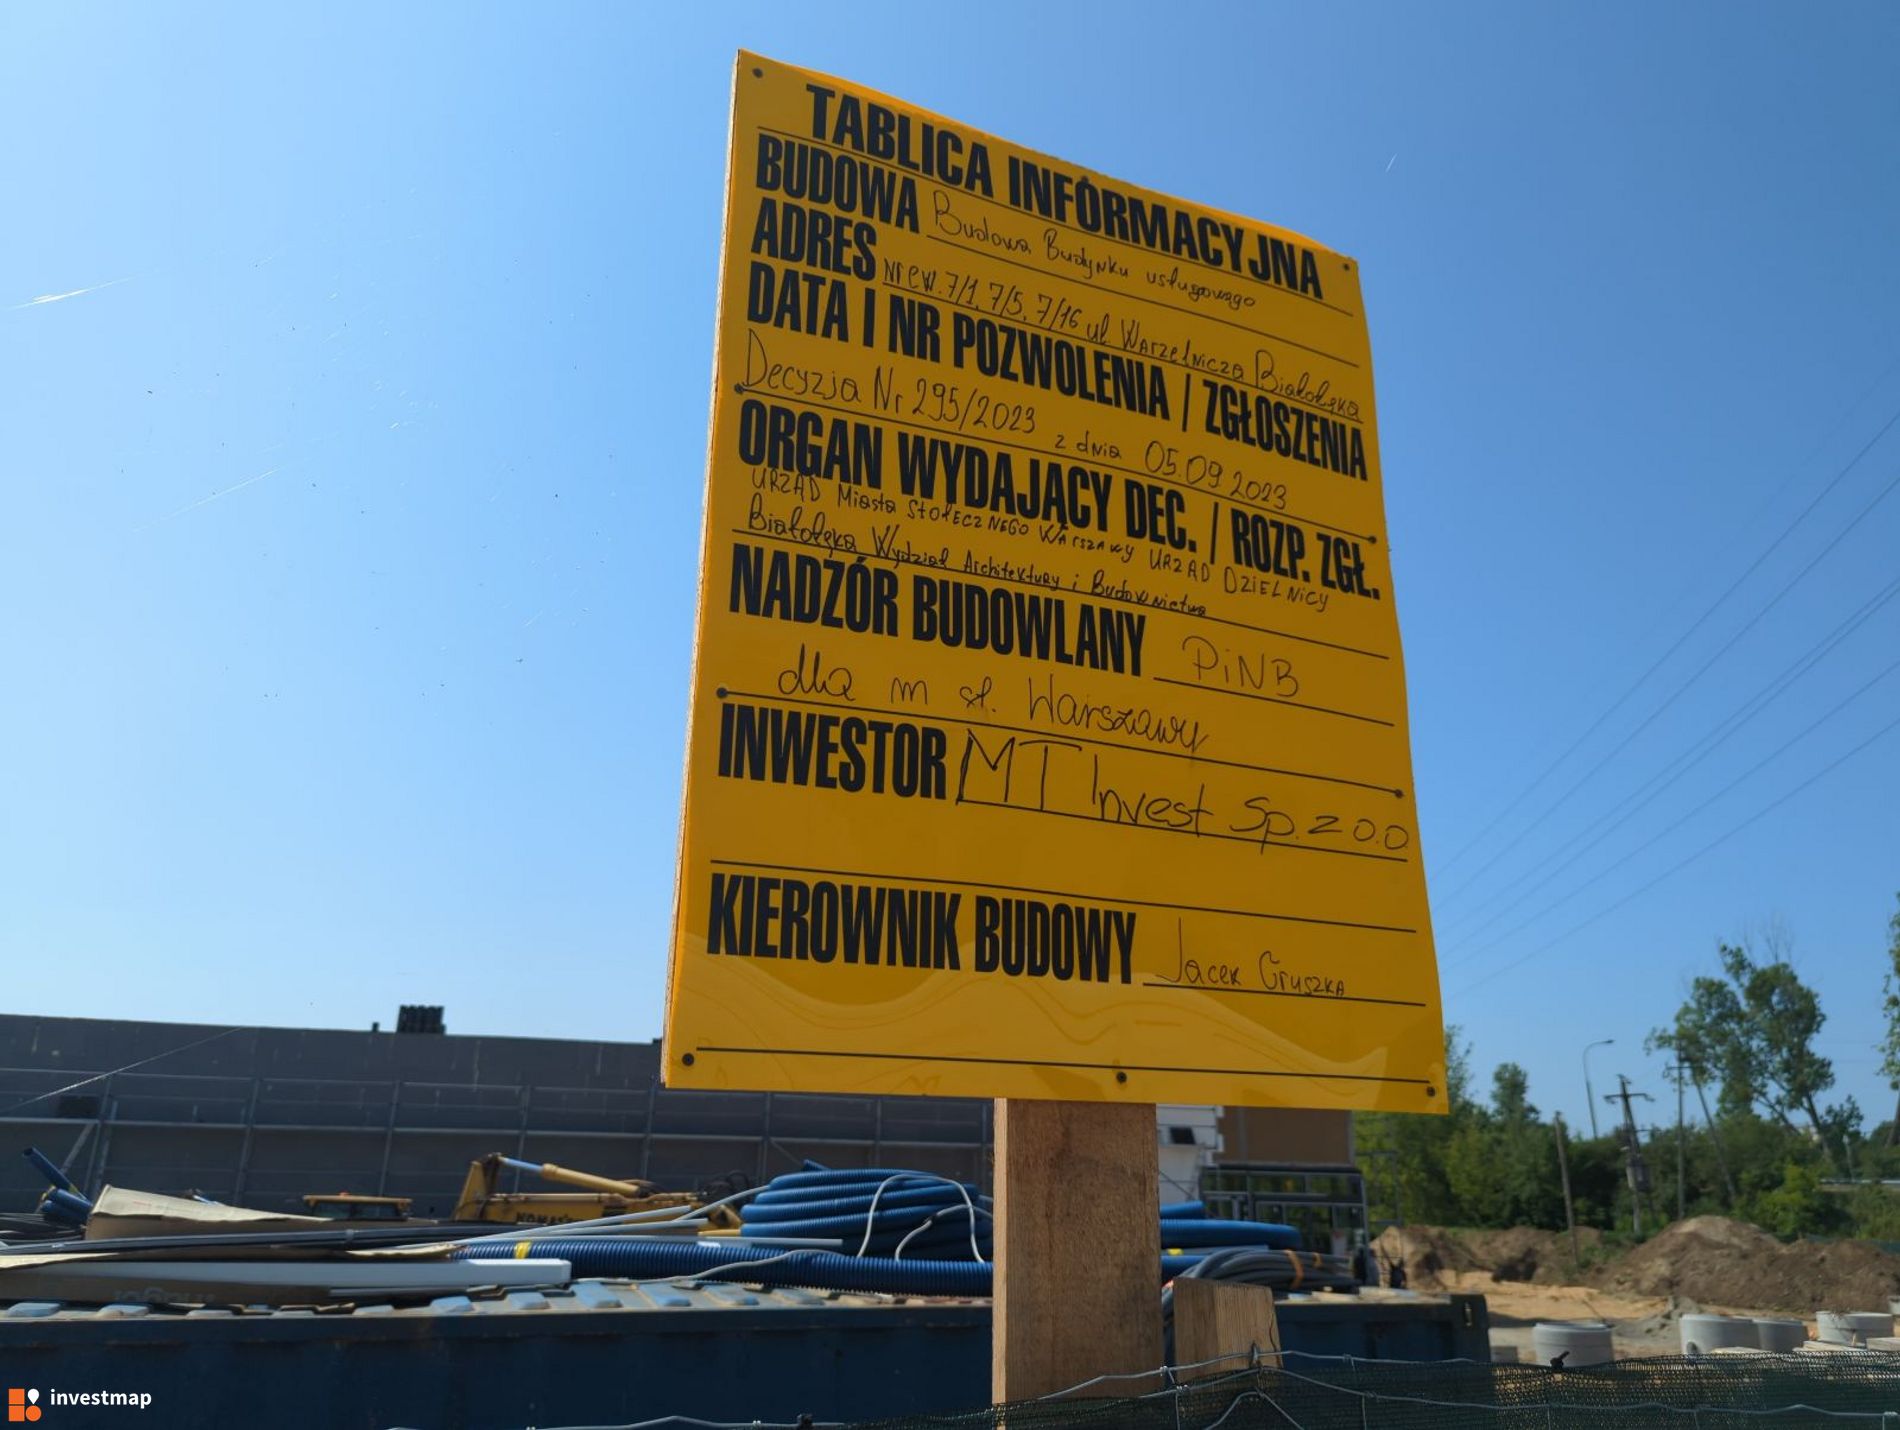 TABLICA INFORMACYJNA
BUDOWA Budowa Budynku usługowego
ADRES Nr ew. 7/1, 7/5, 7/16 ul. Warzelnicza Białołęka
DATA I NR POZWOLENIA / ZGŁOSZENIA
Decyzja Nr 295/2023 z dnia 05.09.2023
ORGAN WYDAJĄCY DEC. / ROZP. ZGŁ.
URZAD Miasta STOŁECZNEGO WARSZAWY URZAD DZIELNICY
Białołęka Wydział Architektury i Budownictwa
NADZÓR BUDOWLANY PiNB
dla m st. Warszawy
INWESTOR MT Invest Sp. z o.o
KIEROWNIK BUDOWY Jacek Gruszka
investmap